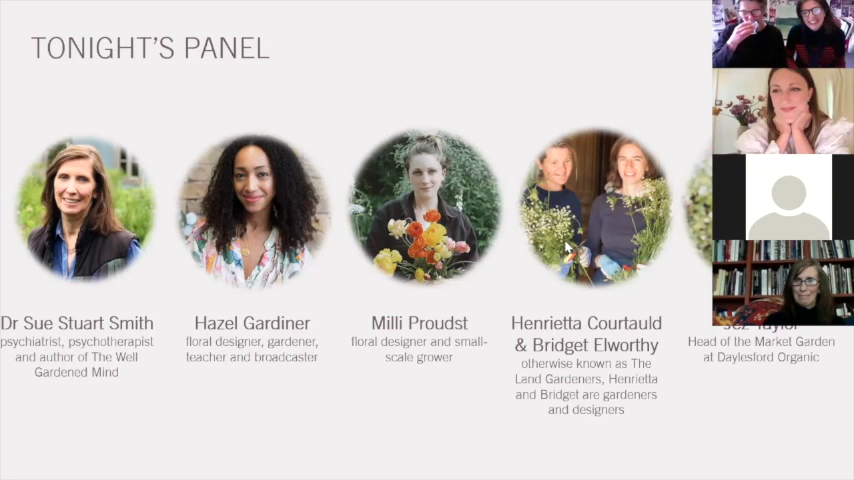 TONIGHT'S PANEL
Dr Sue Stuart Smith
psychiatrist, psychotherapist
and author of The Well
Gardened Mind
Hazel Gardiner
floral designer, gardener,
teacher and broadcaster
Milli Proudst
floral designer and small-
scale grower
Henrietta Courtauld
& Bridget Elworthy
otherwise known as The
Land Gardeners, Henrietta
and Bridget are gardeners
and designers
Jez Taylor
Head of the Market Garden
at Daylesford Organic